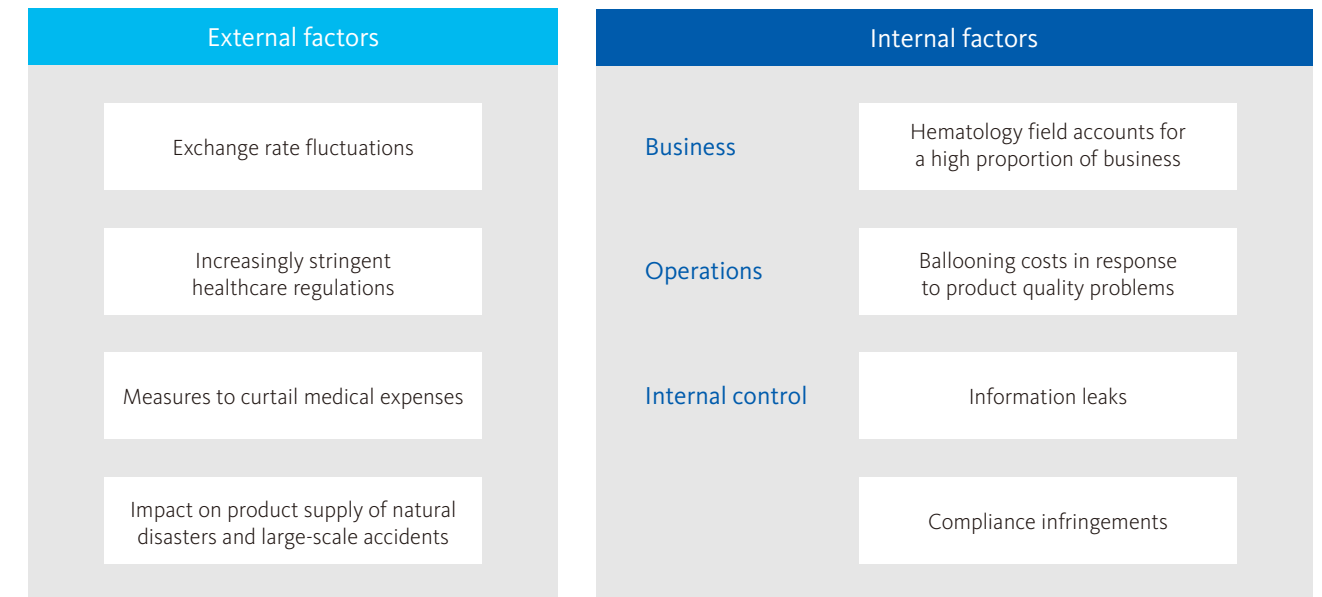 External factors
Exchange rate fluctuations
Increasingly stringent
healthcare regulations
Measures to curtail medical expenses
Impact on product supply of natural
disasters and large-scale accidents
Internal factors
Business
Hematology field accounts for
a high proportion of business
Operations
Ballooning costs in response
to product quality problems
Internal control
Information leaks
Compliance infringements